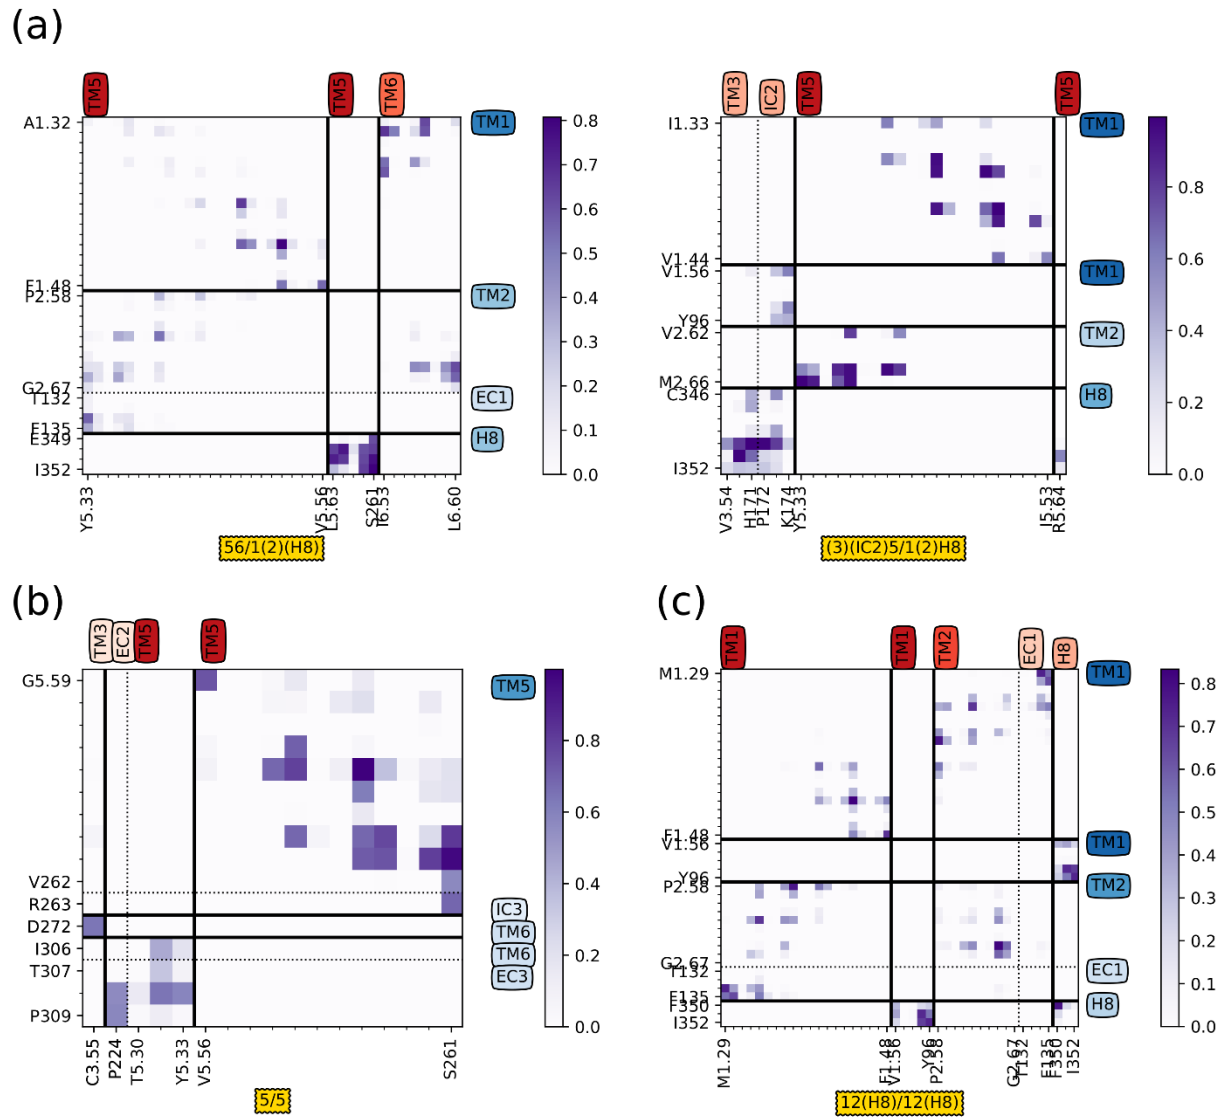 (a)
TM5
TM5
TM6
A1.32
F1.48
P2.58
G2.67
T132
F135
E349
I352
TM1
TM2
EC1
H8
Y5.33
V5.56
L5.65
S261
I6.53
L6.60
0.8
0.7
0.6
0.5
0.4
0.3
0.2
0.1
0.0
56/1(2)(H8)
TM3
IC2
TM5
TM5
I1.33
V1.44
V1.56
Y96
V2.62
M2.66
C346
I352
TM1
TM1
TM2
H8
V3.54
H171
P172
K174
Y5.33
I5.53
R5.64
0.8
0.6
0.4
0.2
0.0
(3)(IC2)5/1(2)H8
(b)
TM3
EC2
TM5
TM5
G5.59
V262
R263
D272
I306
T307
P309
TM5
IC3
TM6
TM6
EC3
C3.55
P224
T5.30
Y5.33
V5.56
S261
0.8
0.6
0.4
0.2
0.0
5/5
(c)
TM1
TM1
TM2
EC1
H8
M1.29
F1.48
V1.56
Y96
P2.58
G2.67
T132
F135
F350
I352
TM1
TM1
TM2
EC1
H8
M1.29
F1.48
V1.56
Y96
P2.58
G2.67
T132
F135
F350
I352
0.8
0.7
0.6
0.5
0.4
0.3
0.2
0.1
0.0
12(H8)/12(H8)